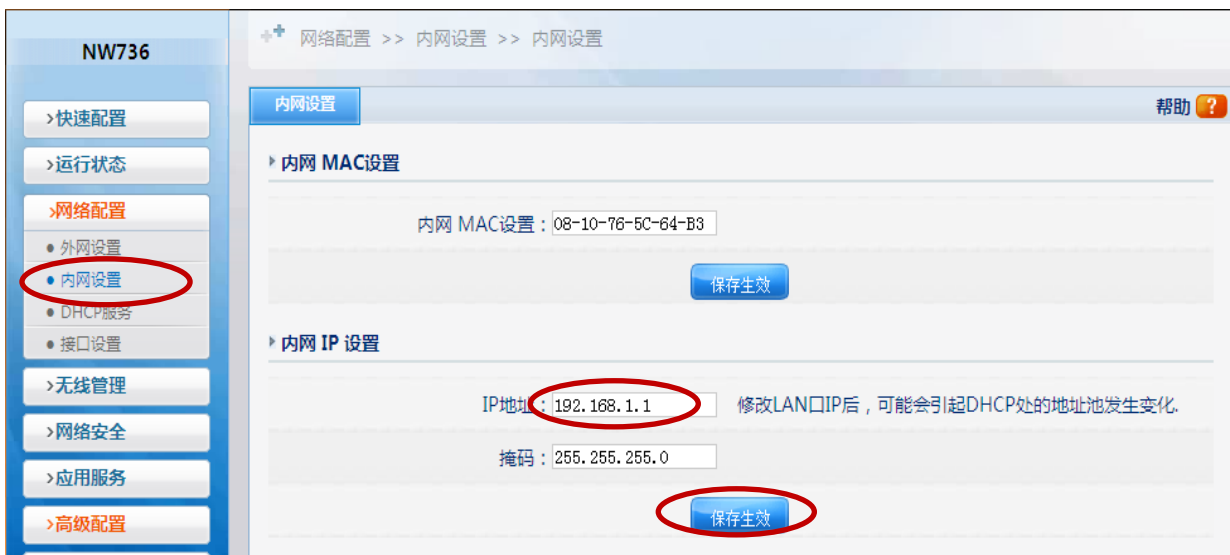 NW736
网络配置 >> 内网设置 >> 内网设置
>快速配置
>运行状态
>网络配置
● 外网设置
● 内网设置
● DHCP服务
● 接口设置
>无线管理
>网络安全
>应用服务
>高级配置
内网设置
帮助 ?
内网 MAC设置
内网 MAC设置：08-10-76-5C-64-B3
保存生效
内网 IP 设置
IP地址：192.168.1.1 修改LAN口IP后，可能会引起DHCP处的地址池发生变化.
掩码：255.255.255.0
保存生效